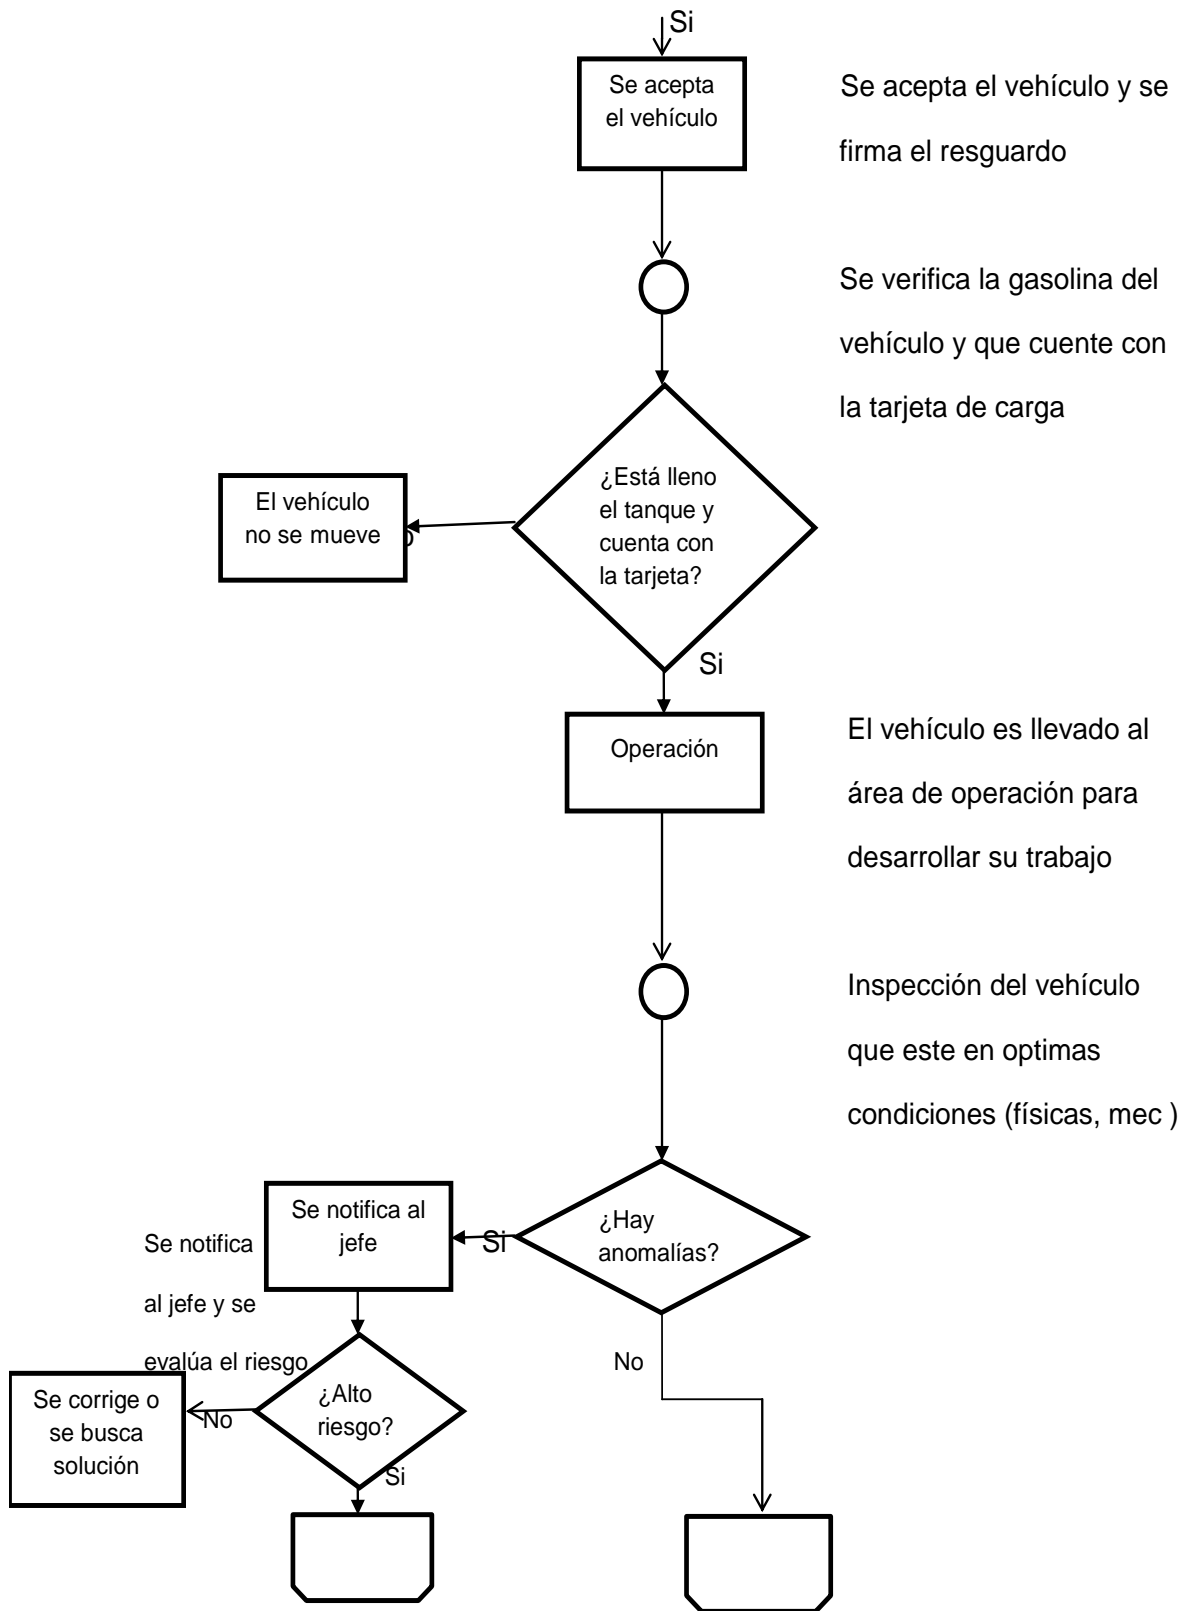 Si
Se acepta
el vehículo
Se acepta el vehículo y se
firma el resguardo
Se verifica la gasolina del
vehículo y que cuente con
la tarjeta de carga
¿Está lleno
el tanque y
cuenta con
la tarjeta?
El vehículo
no se mueve
Si
Operación
El vehículo es llevado al
área de operación para
desarrollar su trabajo
Inspección del vehículo
que este en optimas
condiciones (físicas, mec )
¿Hay
anomalías?
Si
Se notifica al
jefe
Se notifica
al jefe y se
evalúa el riesgo
No
¿Alto
riesgo?
No
Se corrige o
se busca
solución
Si